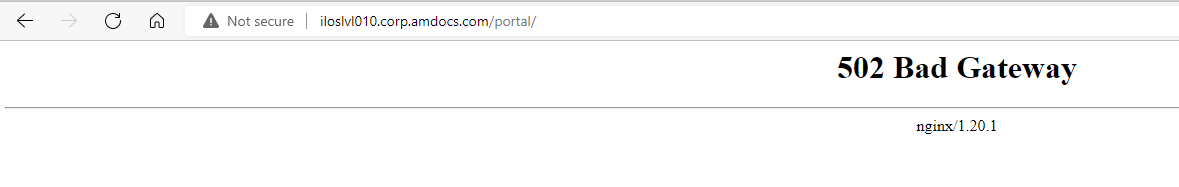 Not secure | iloslvl010.corp.amdocs.com/portal/
502 Bad Gateway
nginx/1.20.1